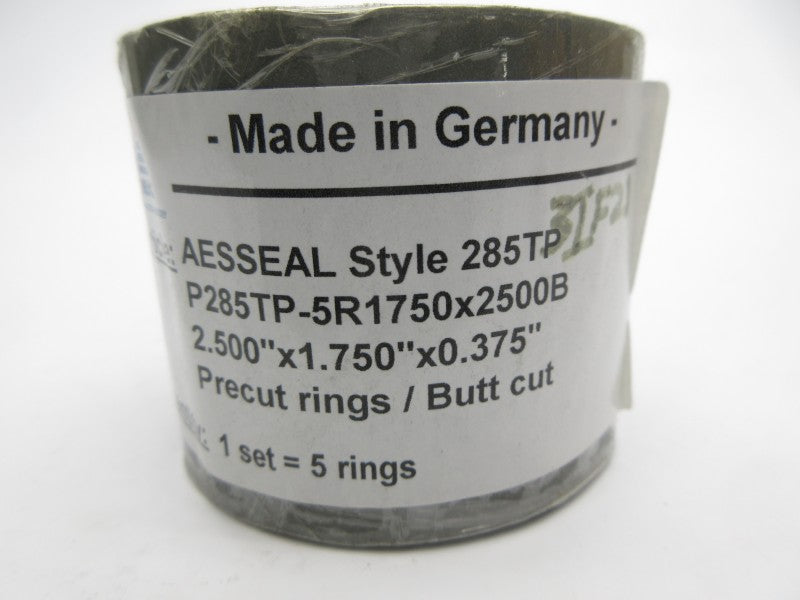 - Made in Germany -
AESSEAL Style 285TP
P285TP-5R1750x2500B
2.500"x1.750"x0.375"
Precut rings / Butt cut
1 set = 5 rings